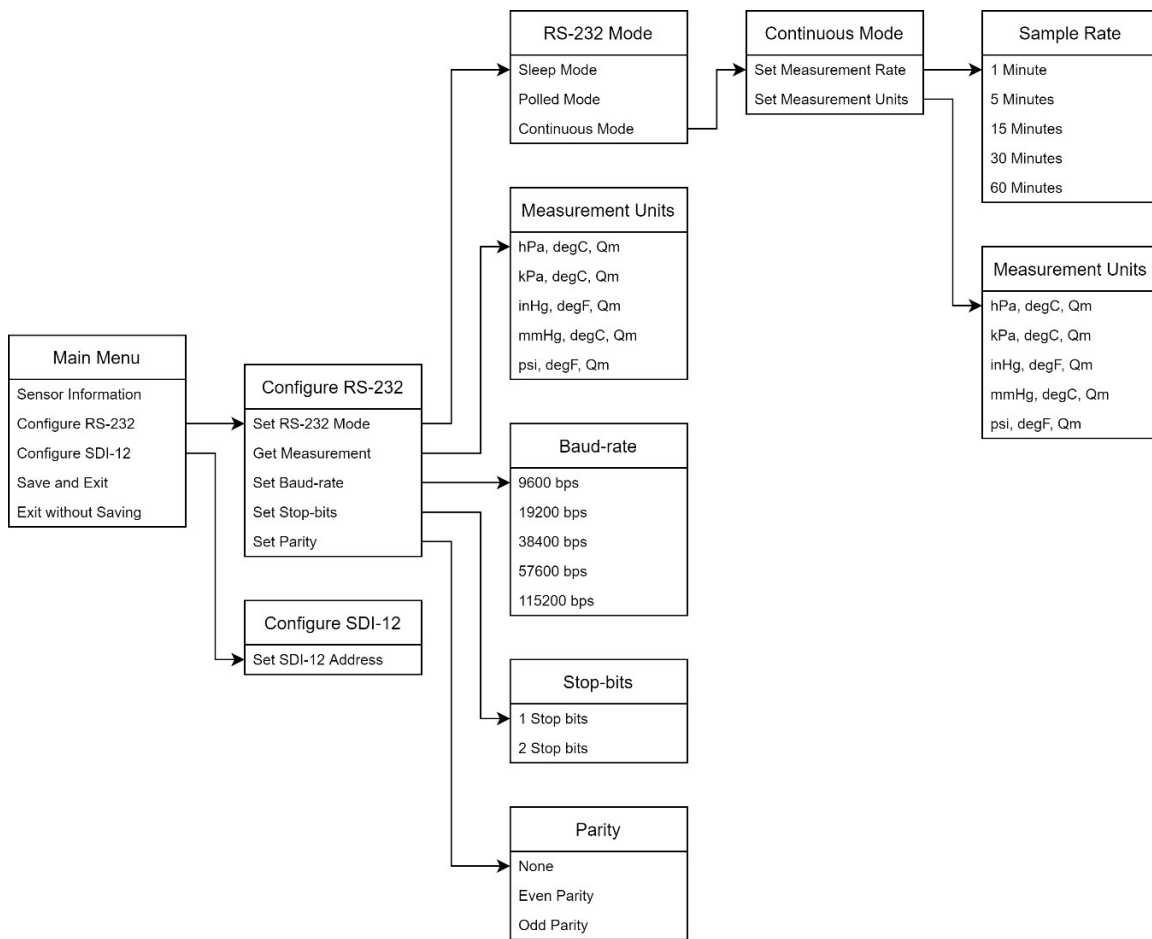 Main Menu
Sensor Information
Configure RS-232
Configure SDI-12
Save and Exit
Exit without Saving
Configure RS-232
Set RS-232 Mode
Get Measurement
Set Baud-rate
Set Stop-bits
Set Parity
Configure SDI-12
Set SDI-12 Address
RS-232 Mode
Sleep Mode
Polled Mode
Continuous Mode
Measurement Units
hPa, degC, Qm
kPa, degC, Qm
inHg, degF, Qm
mmHg, degC, Qm
psi, degF, Qm
Baud-rate
9600 bps
19200 bps
38400 bps
57600 bps
115200 bps
Stop-bits
1 Stop bits
2 Stop bits
Parity
None
Even Parity
Odd Parity
Continuous Mode
Set Measurement Rate
Set Measurement Units
Sample Rate
1 Minute
5 Minutes
15 Minutes
30 Minutes
60 Minutes
Measurement Units
hPa, degC, Qm
kPa, degC, Qm
inHg, degF, Qm
mmHg, degC, Qm
psi, degF, Qm